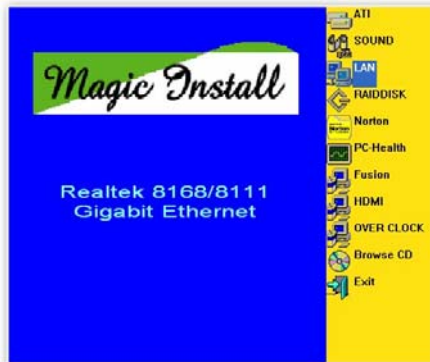 Magic Install
Realtek 8168/8111
Gigabit Ethernet
ATI
SOUND
LAN
RAIDDISK
Norton
PC-Health
Fusion
HDMI
OVER CLOCK
Browse CD
Exit